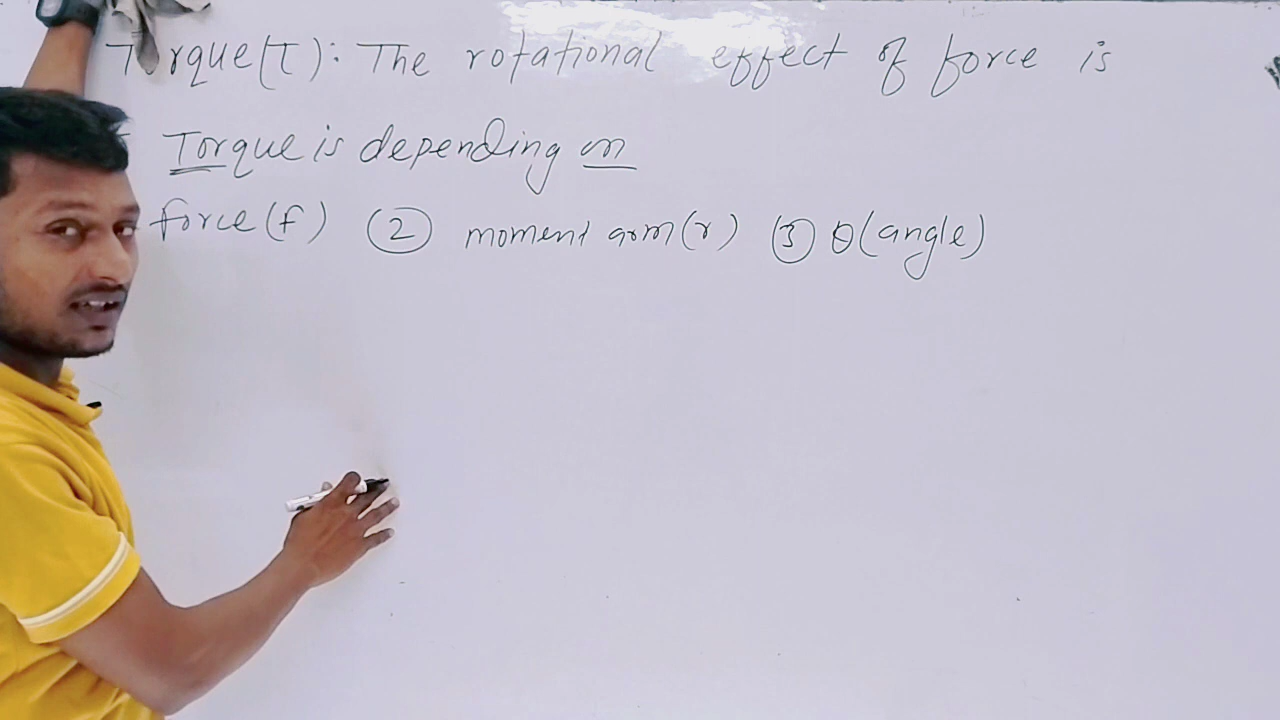 Torque(τ): The rotational effect of force is
Torque is depending on
force(f) ② moment arm(r) ③ θ(angle)